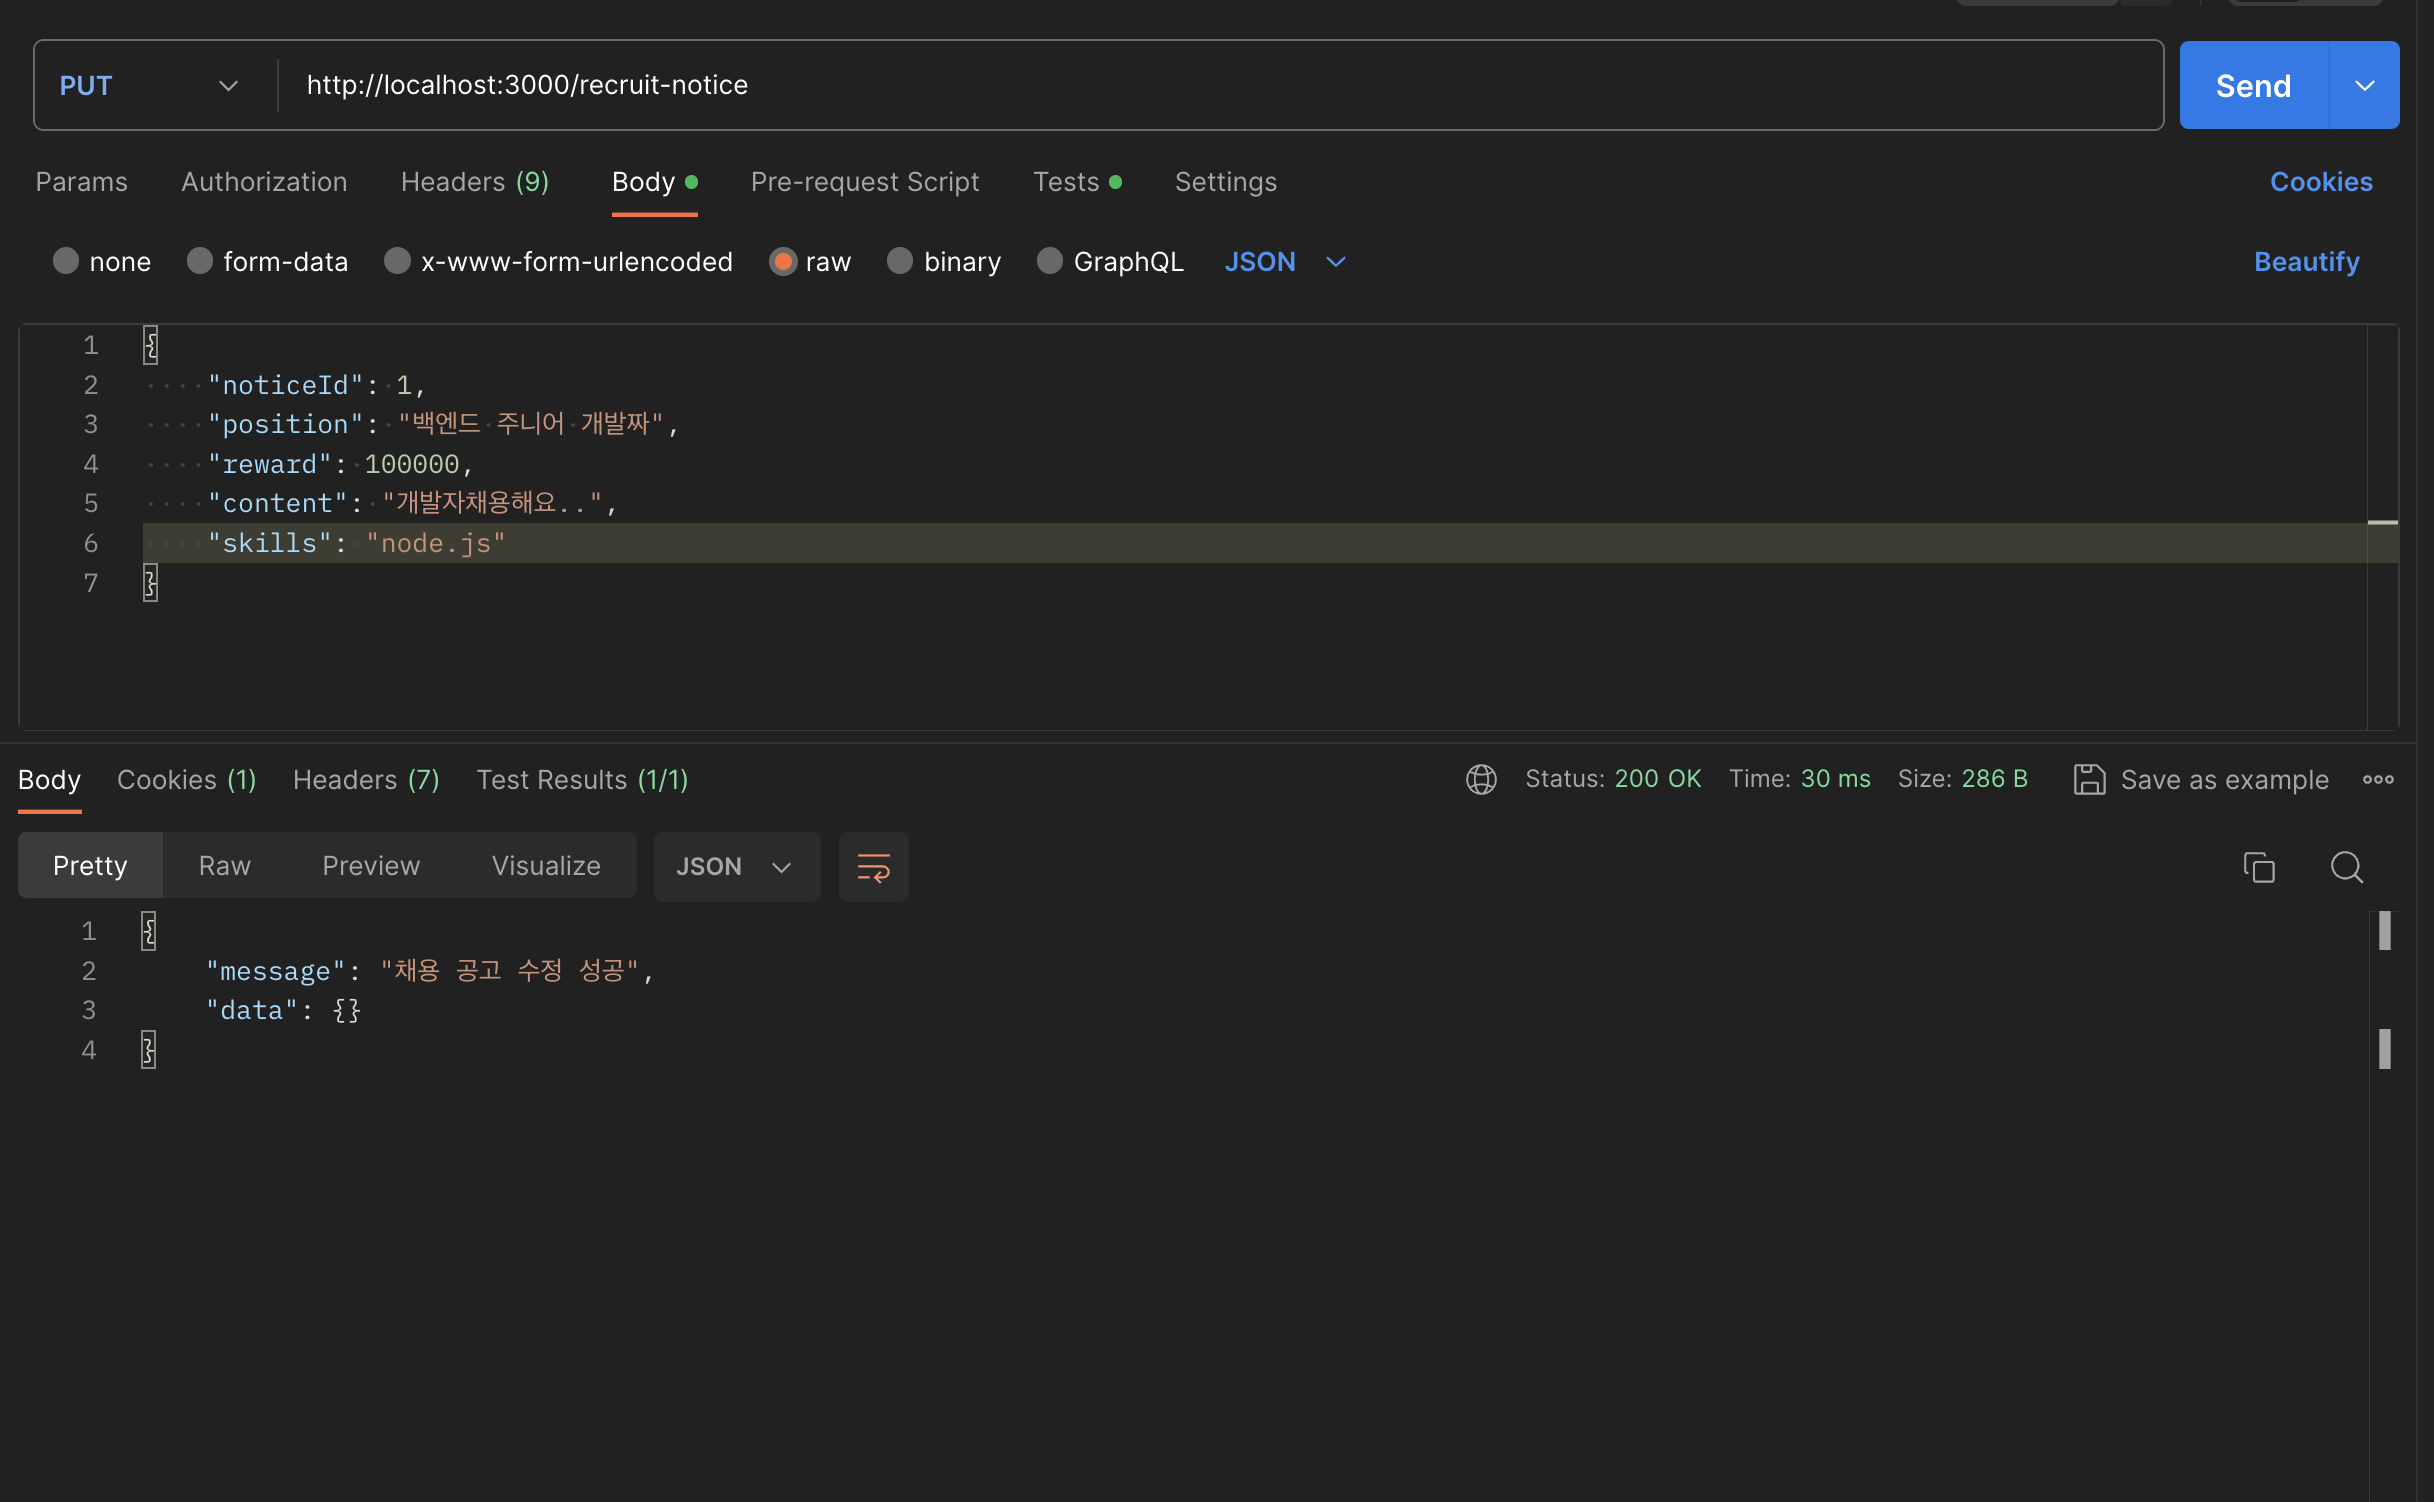 PUT http://localhost:3000/recruit-notice Send
Params Authorization Headers (9) Body Pre-request Script Tests Settings Cookies
none form-data x-www-form-urlencoded raw binary GraphQL JSON Beautify
1 {
2 "noticeId": 1,
3 "position": "백엔드 주니어 개발짜",
4 "reward": 100000,
5 "content": "개발자채용해요..",
6 "skills": "node.js"
7 }
Body Cookies (1) Headers (7) Test Results (1/1) Status: 200 OK Time: 30 ms Size: 286 B Save as example
Pretty Raw Preview Visualize JSON
1 {
2 "message": "채용 공고 수정 성공",
3 "data": {}
4 }